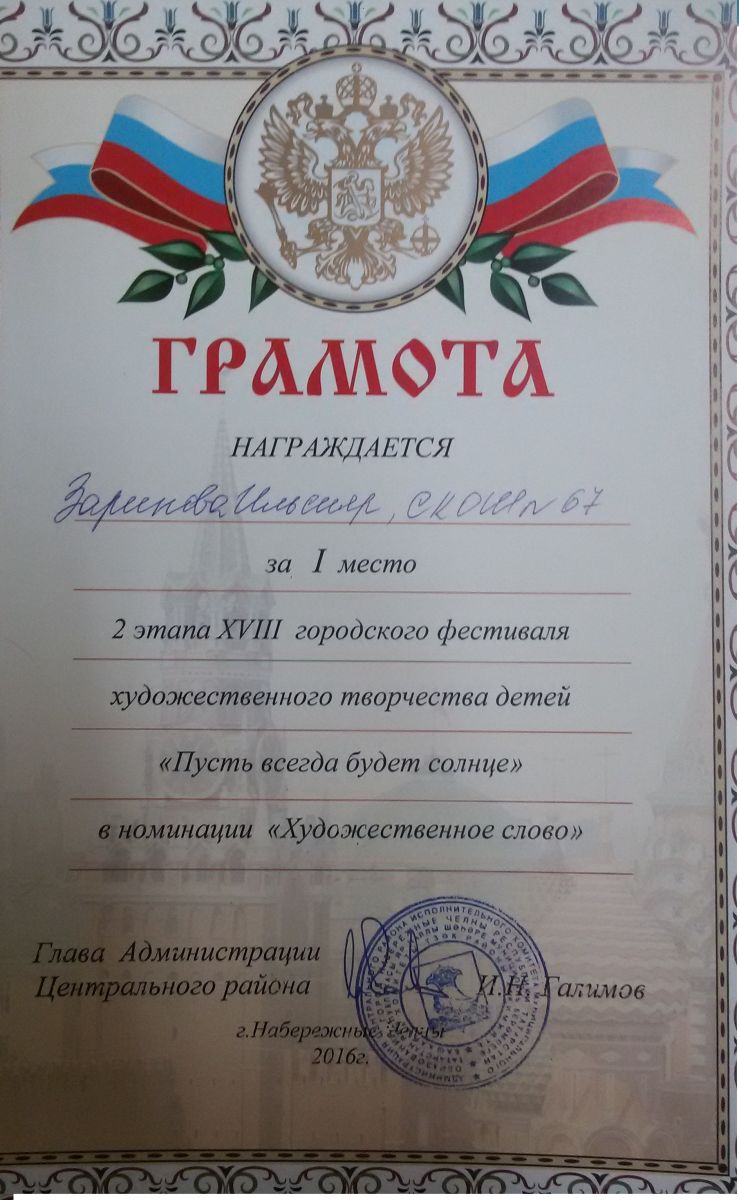 ГРАМОТА
НАГРАЖДАЕТСЯ
Зарипова Ильсияр, СКОШ № 67
за I место
2 этапа XVIII городского фестиваля
художественного творчества детей
«Пусть всегда будет солнце»
в номинации «Художественное слово»
Глава Администрации
Центрального района И.Н. Галимов
г.Набережные Челны
2016г.